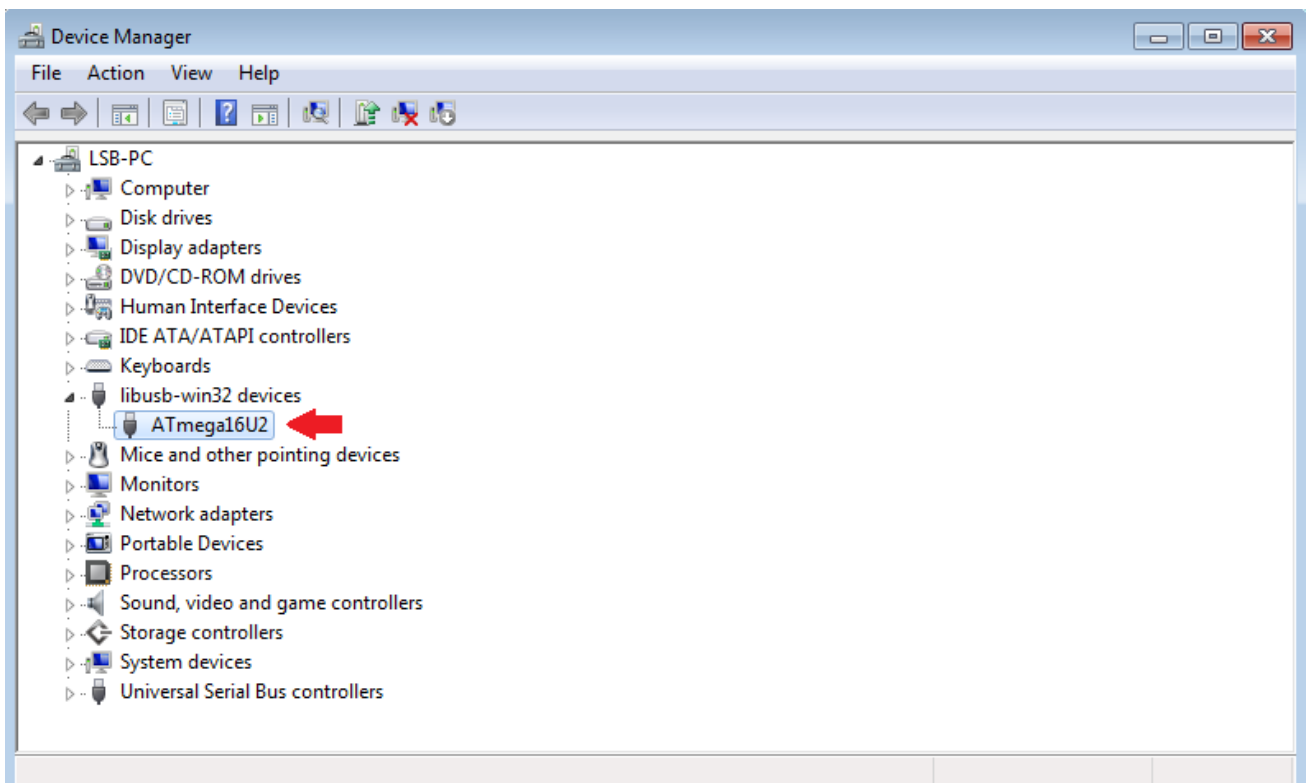 Device Manager
File Action View Help
LSB-PC
Computer
Disk drives
Display adapters
DVD/CD-ROM drives
Human Interface Devices
IDE ATA/ATAPI controllers
Keyboards
libusb-win32 devices
ATmega16U2
Mice and other pointing devices
Monitors
Network adapters
Portable Devices
Processors
Sound, video and game controllers
Storage controllers
System devices
Universal Serial Bus controllers